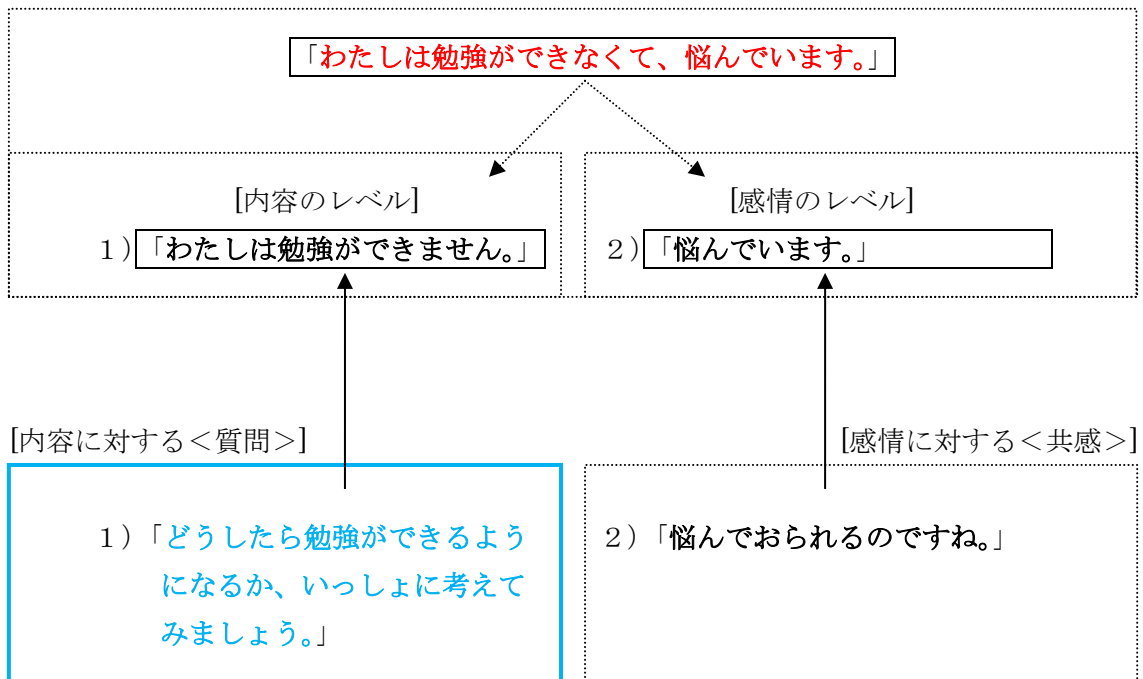 「わたしは勉強ができなくて、悩んでいます。」
[内容のレベル]
１)「わたしは勉強ができません。」
[感情のレベル]
２)「悩んでいます。」
[内容に対する＜質問＞]
[感情に対する＜共感＞]
１)「どうしたら勉強ができるよう
になるか、いっしょに考えて
みましょう。」
２)「悩んでおられるのですね。」